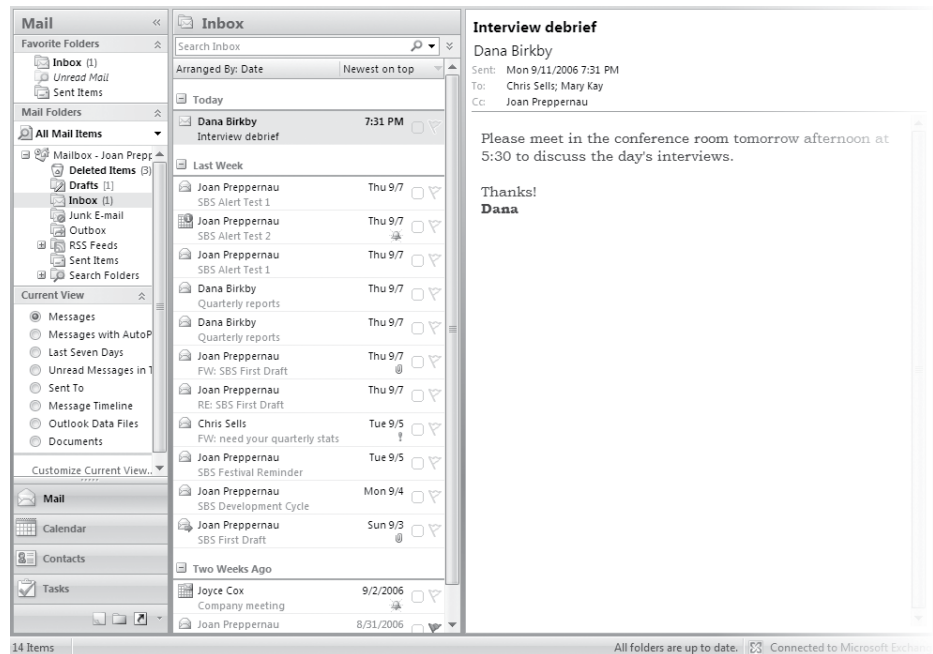 Mail «
Favorite Folders
Inbox (1)
Unread Mail
Sent Items
Mail Folders
All Mail Items
Mailbox - Joan Prepp
Deleted Items (3)
Drafts [1]
Inbox (1)
Junk E-mail
Outbox
RSS Feeds
Sent Items
Search Folders
Current View
Messages
Messages with AutoP
Last Seven Days
Unread Messages in T
Sent To
Message Timeline
Outlook Data Files
Documents
Customize Current View..
Mail
Calendar
Contacts
Tasks
14 Items
Inbox
Search Inbox
Arranged By: Date Newest on top
Today
Dana Birkby 7:31 PM
Interview debrief
Last Week
Joan Preppernau Thu 9/7
SBS Alert Test 1
Joan Preppernau Thu 9/7
SBS Alert Test 2
Joan Preppernau Thu 9/7
SBS Alert Test 1
Dana Birkby Thu 9/7
Quarterly reports
Dana Birkby Thu 9/7
Quarterly reports
Joan Preppernau Thu 9/7
FW: SBS First Draft
Joan Preppernau Thu 9/7
RE: SBS First Draft
Chris Sells Tue 9/5
FW: need your quarterly stats
Joan Preppernau Tue 9/5
SBS Festival Reminder
Joan Preppernau Mon 9/4
SBS Development Cycle
Joan Preppernau Sun 9/3
SBS First Draft
Two Weeks Ago
Joyce Cox 9/2/2006
Company meeting
Joan Preppernau 8/31/2006
Interview debrief
Dana Birkby
Sent: Mon 9/11/2006 7:31 PM
To: Chris Sells; Mary Kay
Cc: Joan Preppernau
Please meet in the conference room tomorrow afternoon at
5:30 to discuss the day's interviews.
Thanks!
Dana
All folders are up to date. Connected to Microsoft Exchan